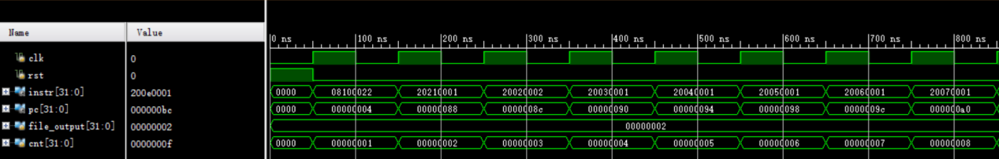 Name Value
0 ns 100 ns 200 ns 300 ns 400 ns 500 ns 600 ns 700 ns 800 ns
clk 0
rst 0
instr[31:0] 200e0001 0000 08100022 20210001 20020002 20030001 20040001 20050001 20060001 20070001
pc[31:0] 000000bc 0000 00000004 00000088 0000008c 00000090 00000094 00000098 0000009c 000000a0
file_output[31:0] 00000002 00000002
cnt[31:0] 0000000f 0000 00000001 00000002 00000003 00000004 00000005 00000006 00000007 00000008